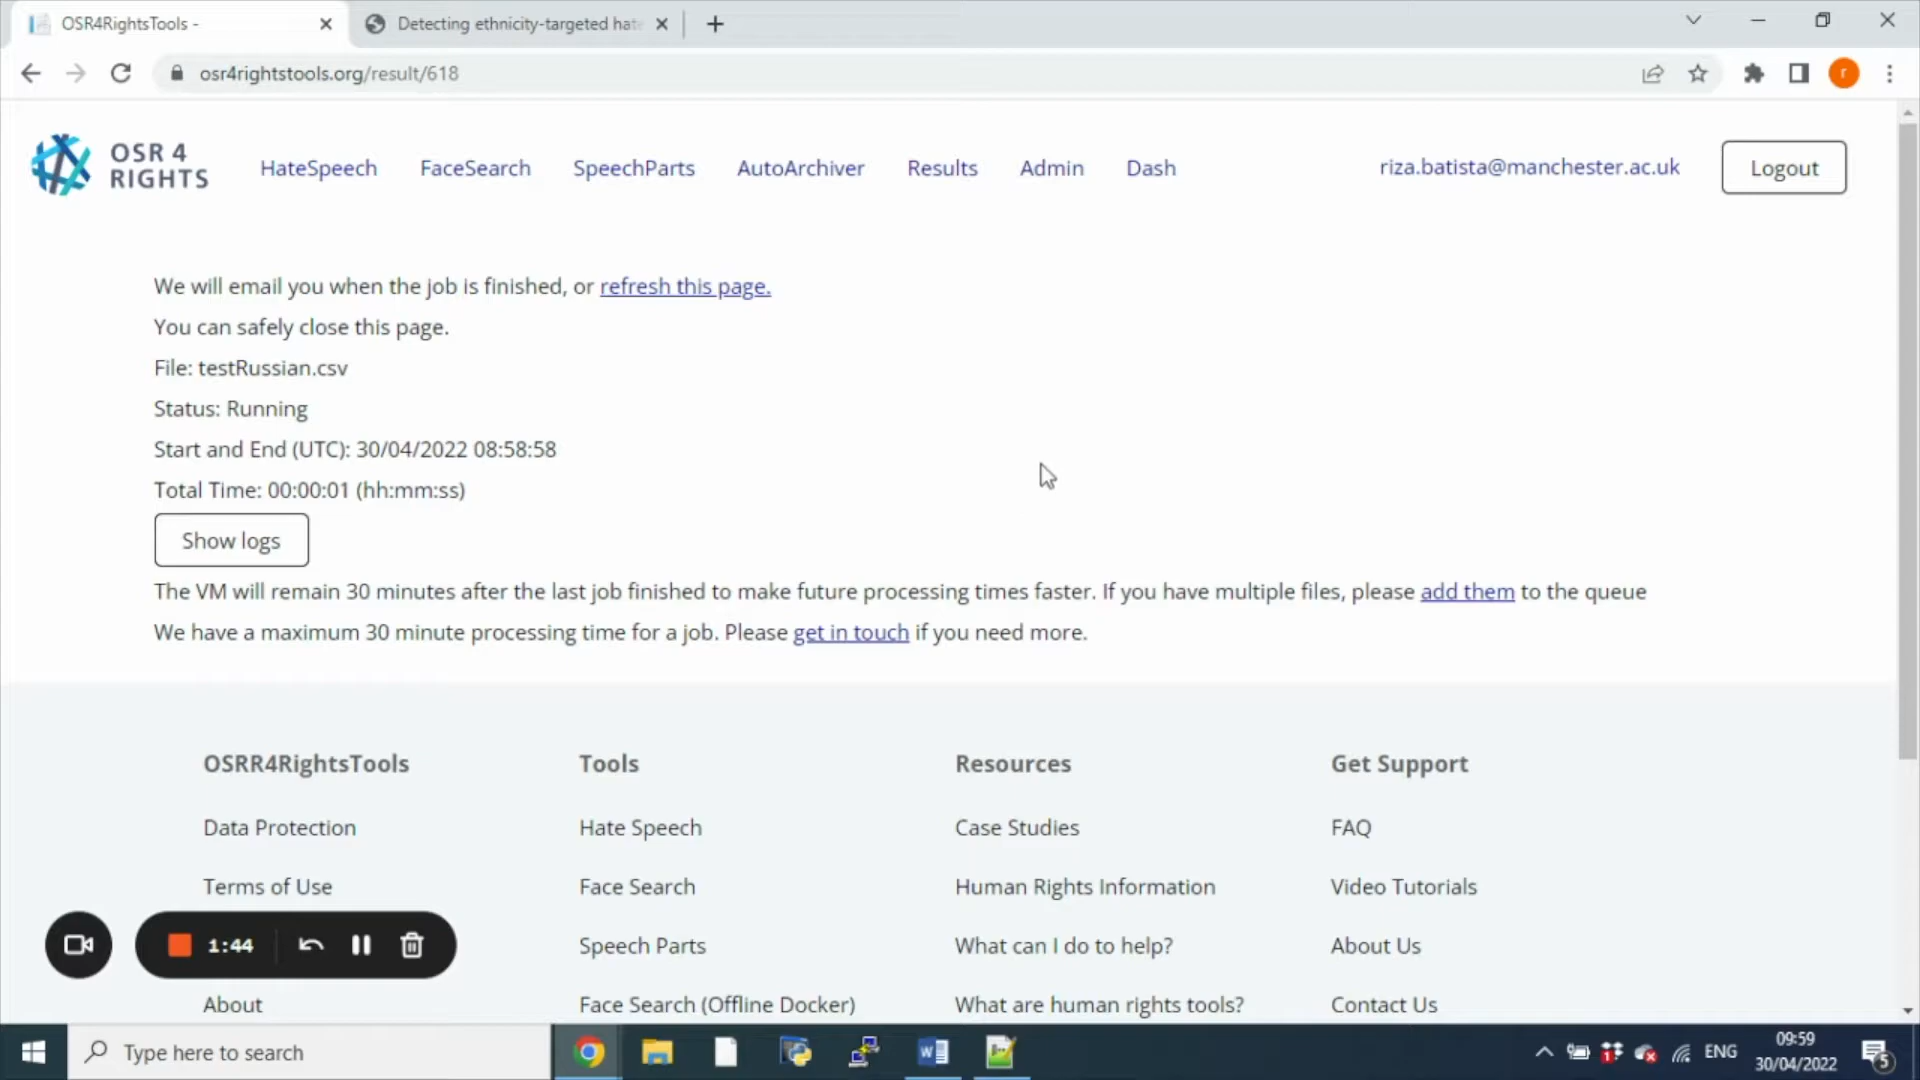 OSR4RightsTools -
Detecting ethnicity-targeted hate
osr4rightstools.org/result/618
r
OSR 4
RIGHTS
HateSpeech
FaceSearch
SpeechParts
AutoArchiver
Results
Admin
Dash
riza.batista@manchester.ac.uk
Logout
We will email you when the job is finished, or refresh this page.
You can safely close this page.
File: testRussian.csv
Status: Running
Start and End (UTC): 30/04/2022 08:58:58
Total Time: 00:00:01 (hh:mm:ss)
Show logs
The VM will remain 30 minutes after the last job finished to make future processing times faster. If you have multiple files, please add them to the queue
We have a maximum 30 minute processing time for a job. Please get in touch if you need more.
OSRR4RightsTools
Data Protection
Terms of Use
About
Tools
Hate Speech
Face Search
Speech Parts
Face Search (Offline Docker)
Resources
Case Studies
Human Rights Information
What can I do to help?
What are human rights tools?
Get Support
FAQ
Video Tutorials
About Us
Contact Us
1:44
Type here to search
ENG
09:59
30/04/2022
5